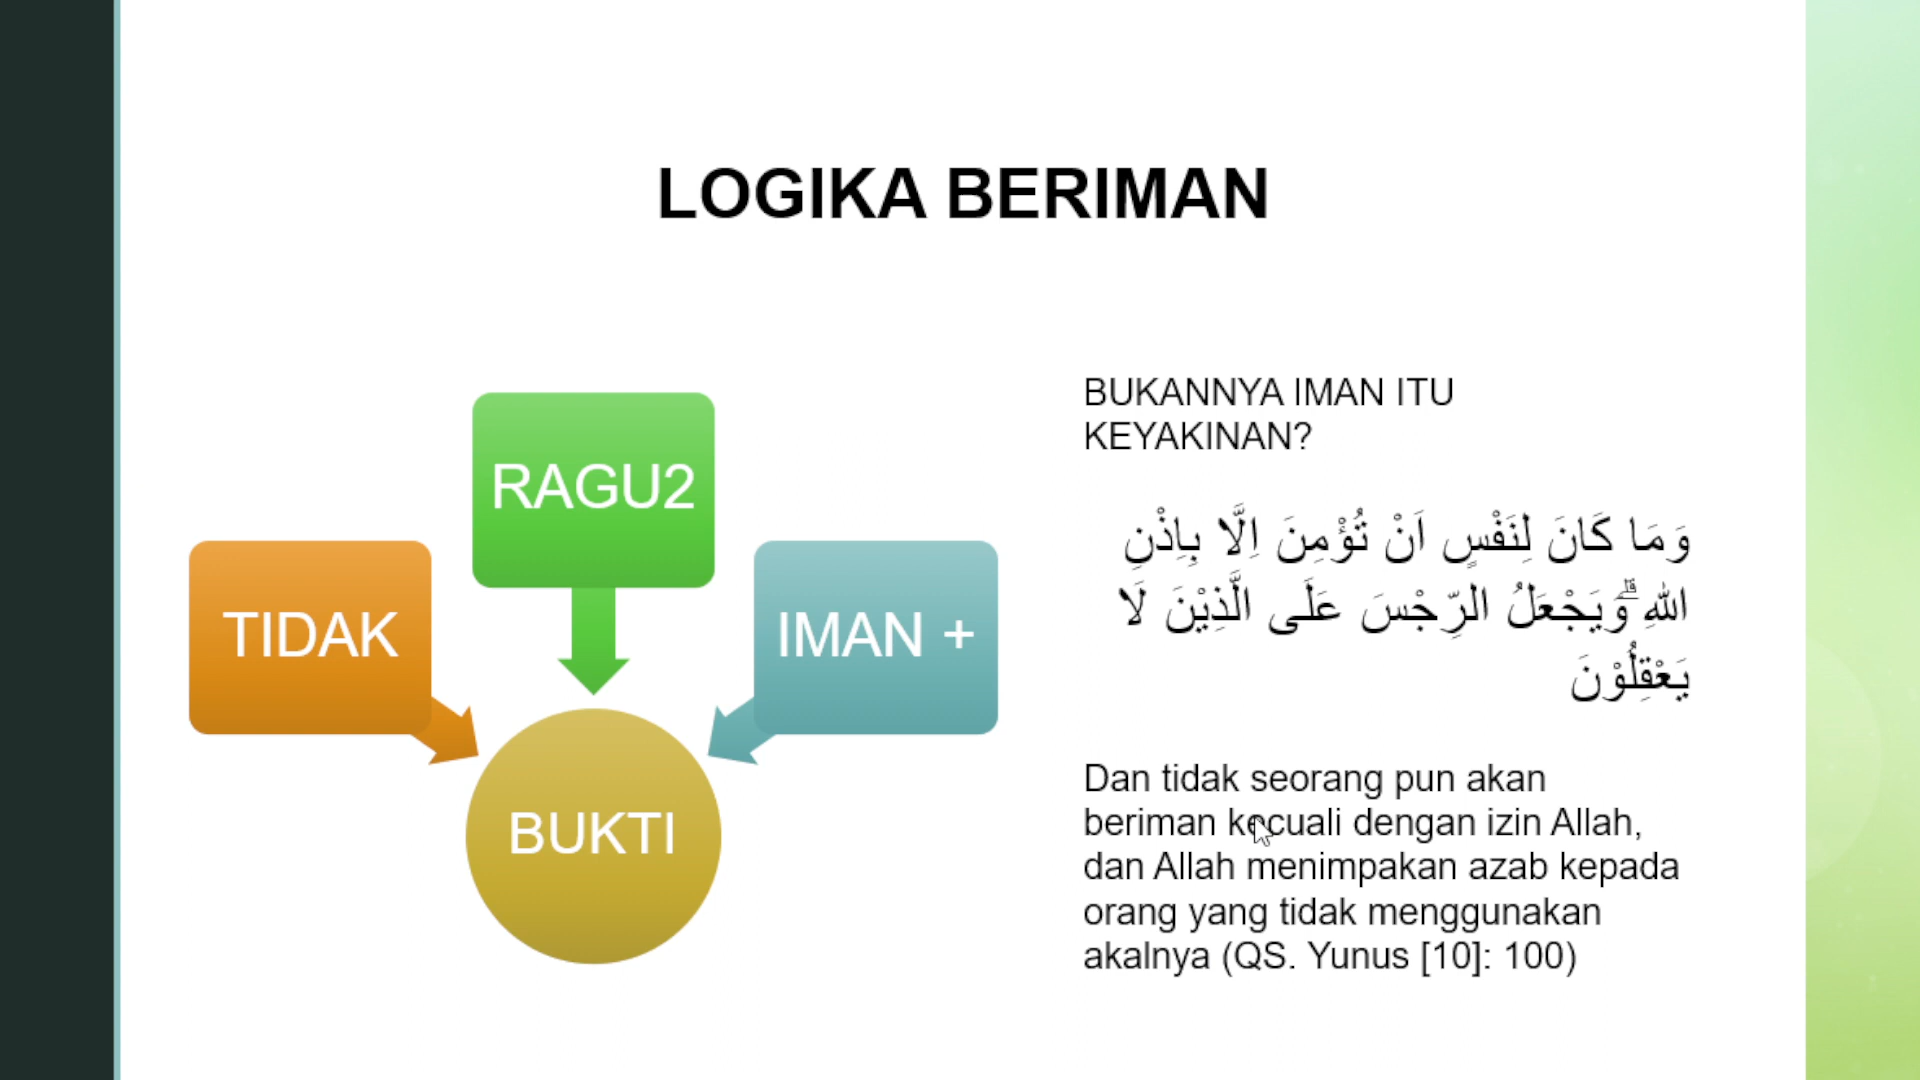 LOGIKA BERIMAN
RAGU2
TIDAK
IMAN +
BUKTI
BUKANNYA IMAN ITU
KEYAKINAN?
وَمَا كَانَ لِنَفْسٍ اَنْ تُؤْمِنَ اِلَّا بِاِذْنِ
اللهِ ۗوَيَجْعَلُ الرِّجْسَ عَلَى الَّذِيْنَ لَا
يَعْقِلُوْنَ
Dan tidak seorang pun akan
beriman kecuali dengan izin Allah,
dan Allah menimpakan azab kepada
orang yang tidak menggunakan
akalnya (QS. Yunus [10]: 100)